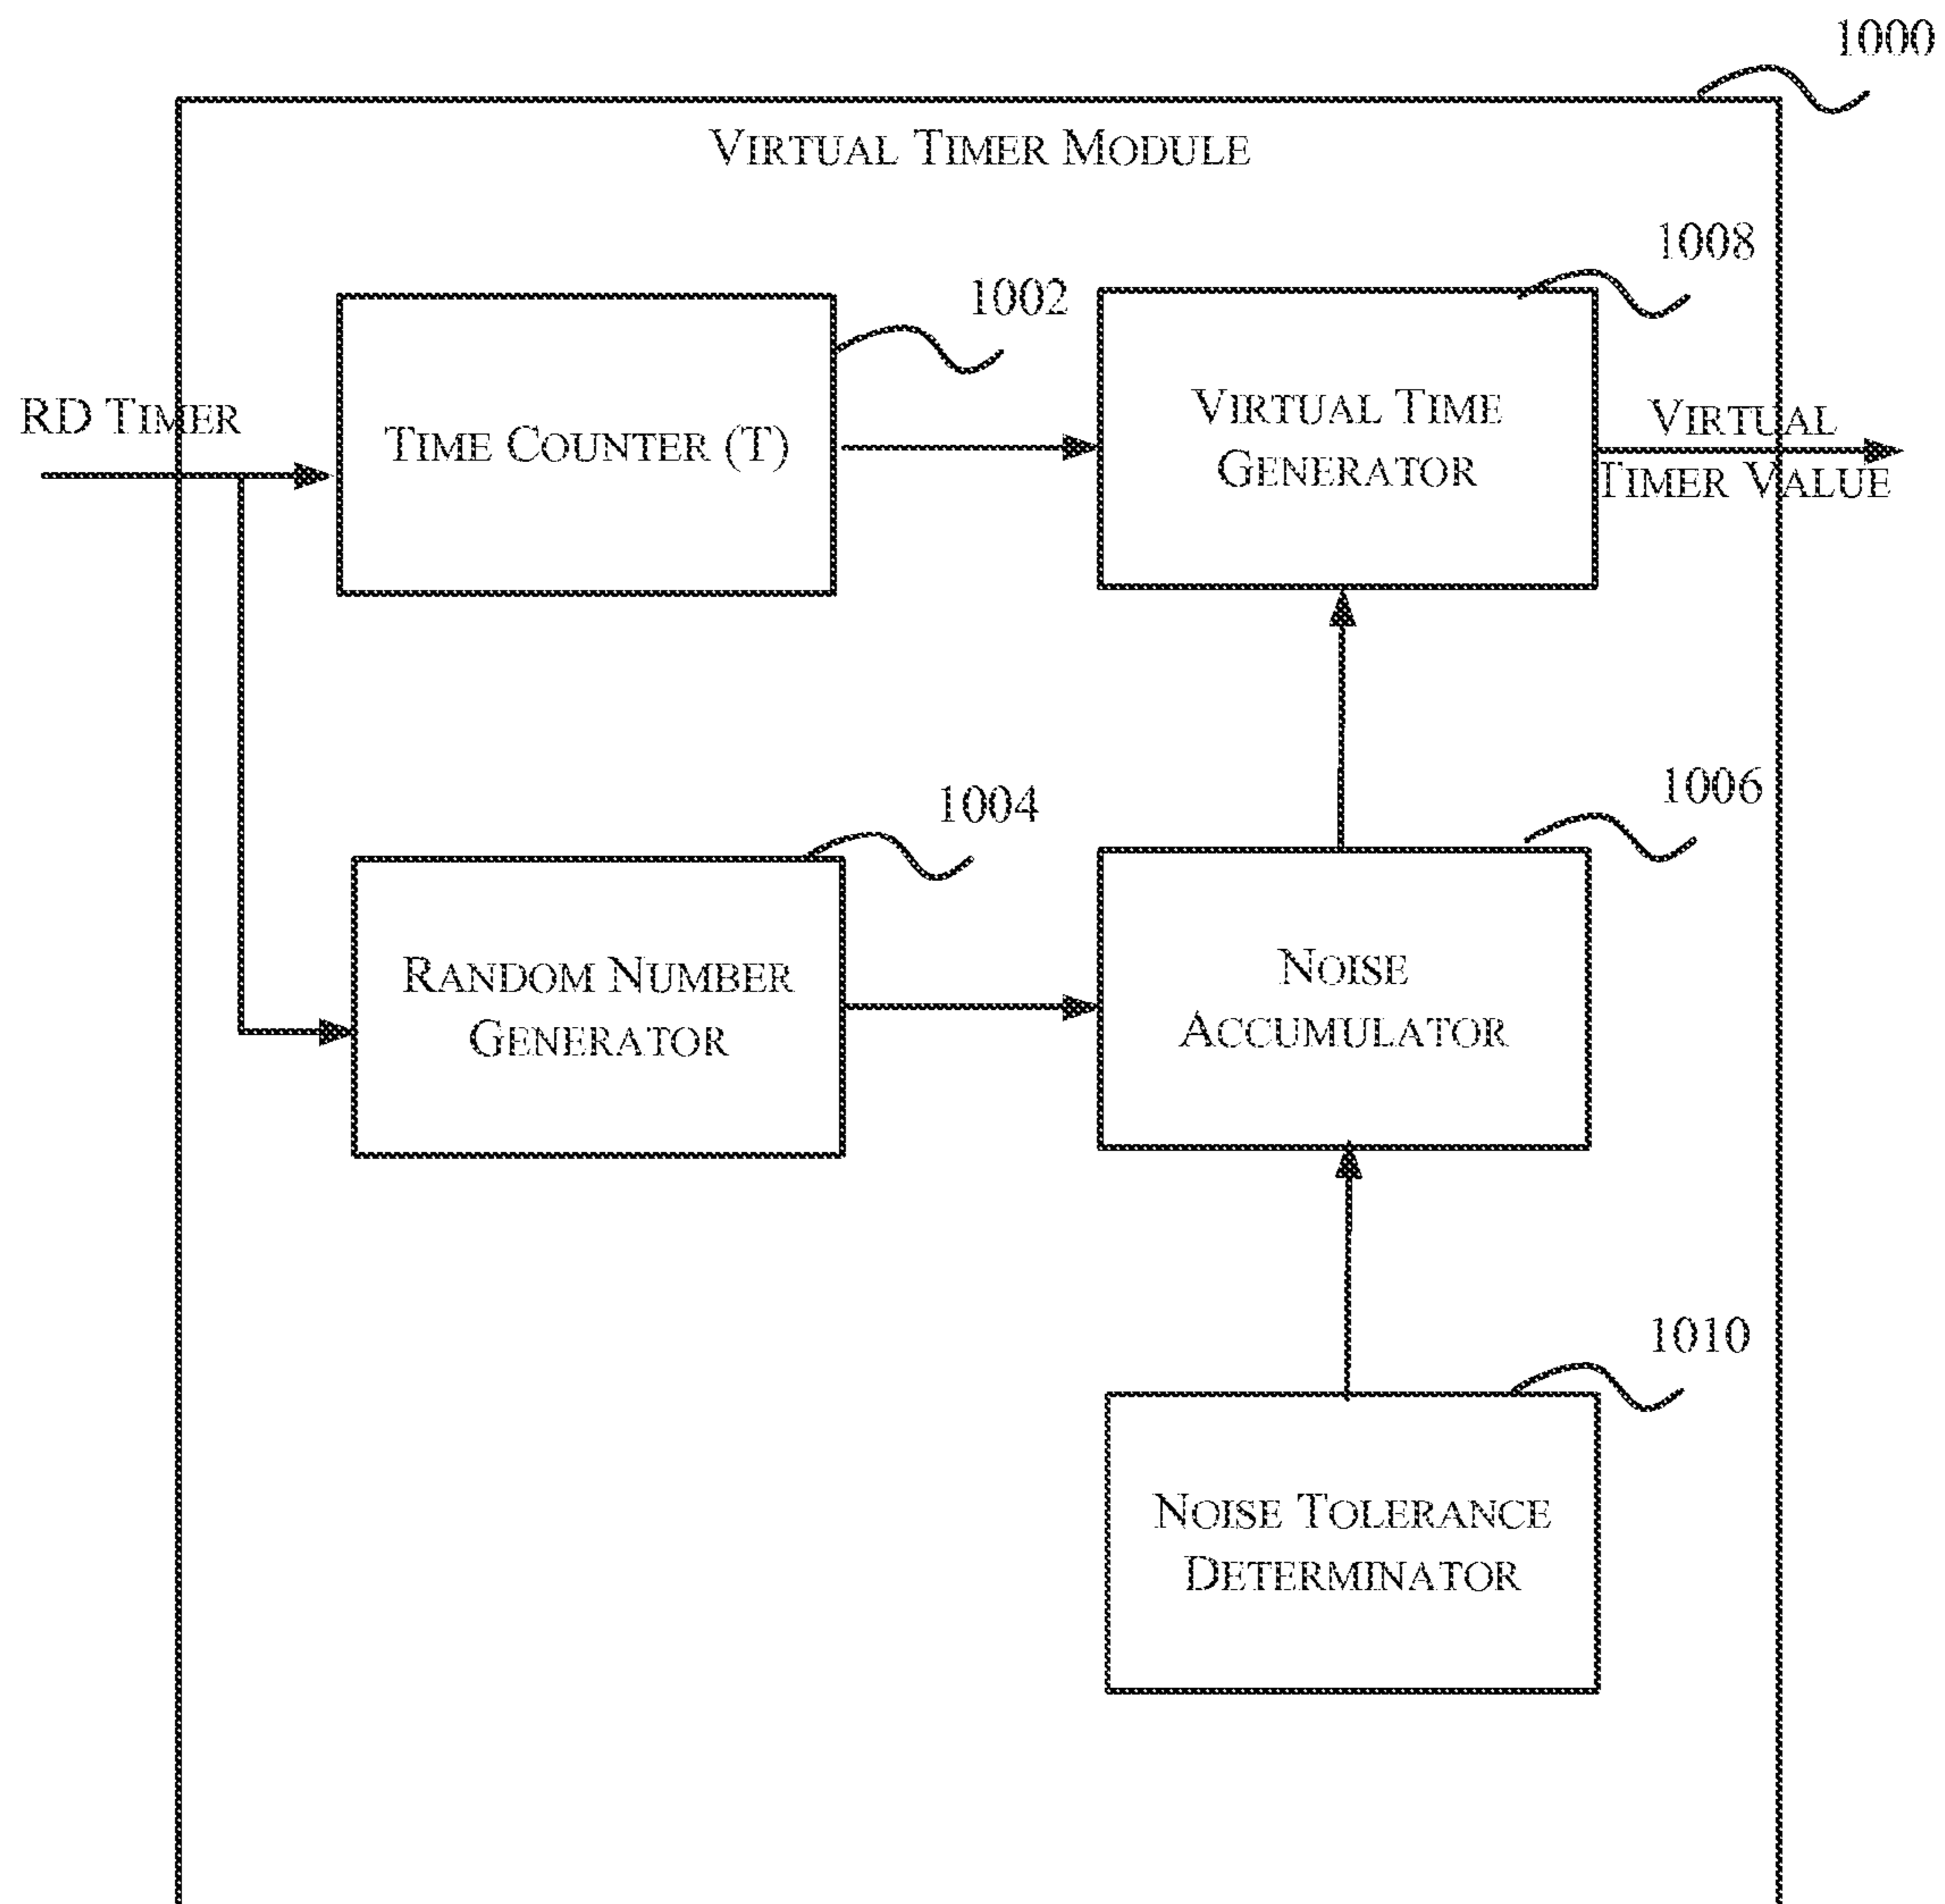 1000
VIRTUAL TIMER MODULE
1008
1002
RD TIMER
TIME COUNTER (T)
VIRTUAL TIME
GENERATOR
VIRTUAL
TIMER VALUE
1004
1006
RANDOM NUMBER
GENERATOR
NOISE
ACCUMULATOR
1010
NOISE TOLERANCE
DETERMINATOR